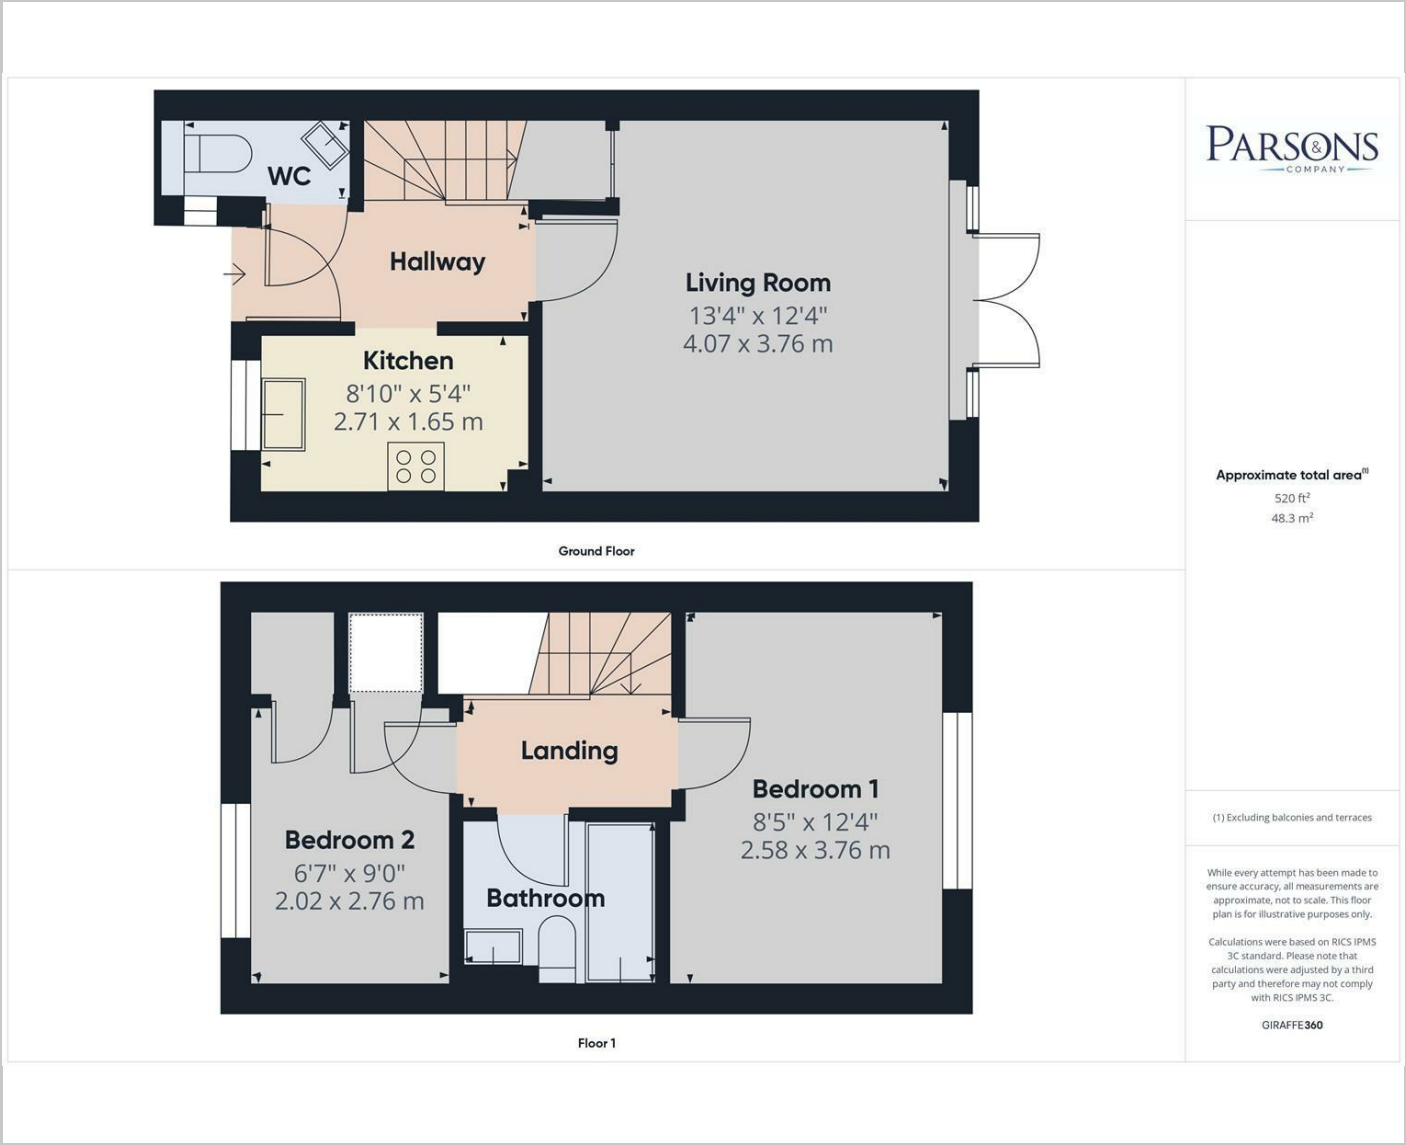 WC
Hallway
Living Room
13'4" x 12'4"
4.07 x 3.76 m
Kitchen
8'10" x 5'4"
2.71 x 1.65 m
Ground Floor
Landing
Bedroom 1
8'5" x 12'4"
2.58 x 3.76 m
Bedroom 2
6'7" x 9'0"
2.02 x 2.76 m
Bathroom
Floor 1
PARSONS &
COMPANY
Approximate total area(1)
520 ft²
48.3 m²
(1) Excluding balconies and terraces
While every attempt has been made to
ensure accuracy, all measurements are
approximate, not to scale. This floor
plan is for illustrative purposes only.
Calculations were based on RICS IPMS
3C standard. Please note that
calculations were adjusted by a third
party and therefore may not comply
with RICS IPMS 3C.
GIRAFFE360